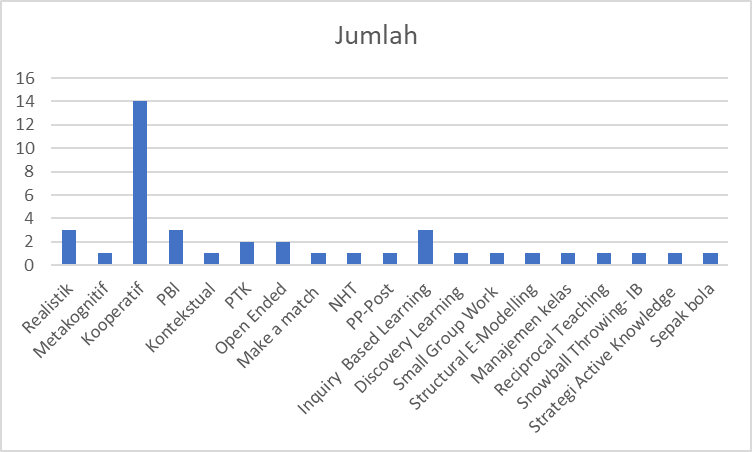 Jumlah
16
14
12
10
8
6
4
2
0
Realistik
Metakognitif
Kooperatif
PBI
Kontekstual
PTK
Open Ended
Make a match
NHT
PP-Post
Inquiry  Based Learning
Discovery Learning
Small Group Work
Structural E-Modelling
Manajemen kelas
Reciprocal Teaching
Snowball Throwing- IB
Strategi Active Knowledge
Sepak bola